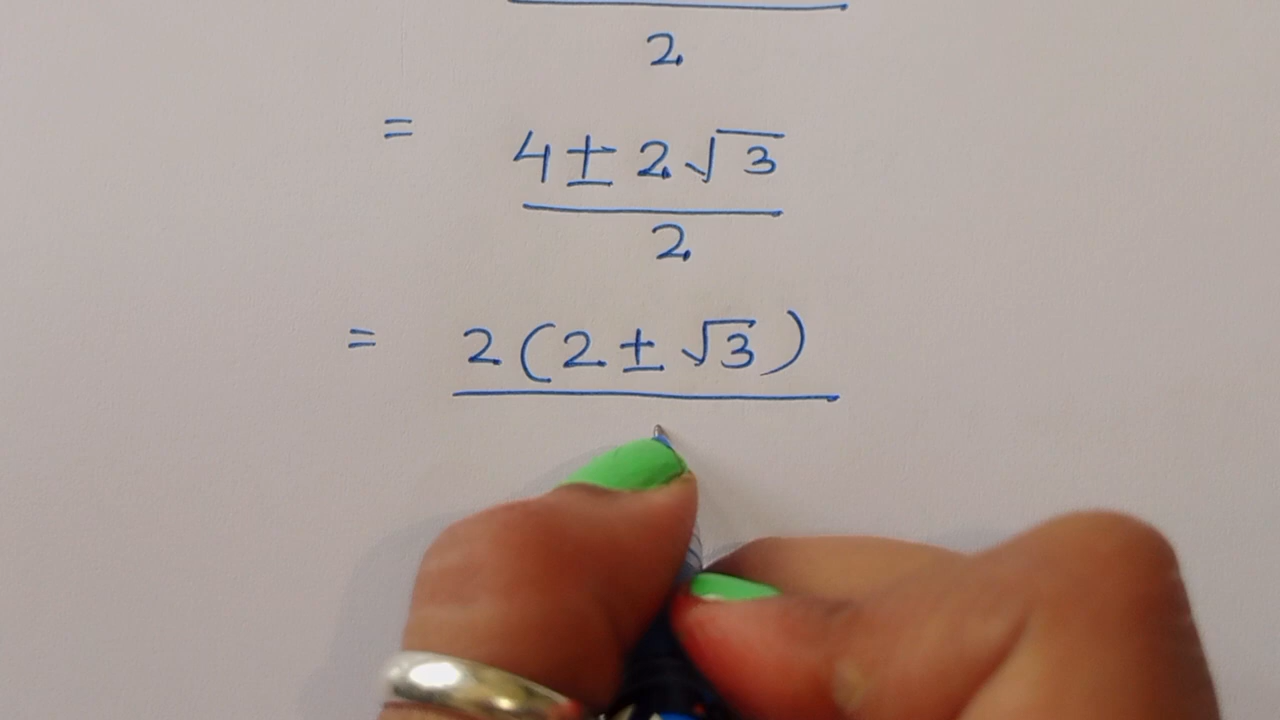 2
= 4 ± 2√3
2
= 2(2 ± √3)